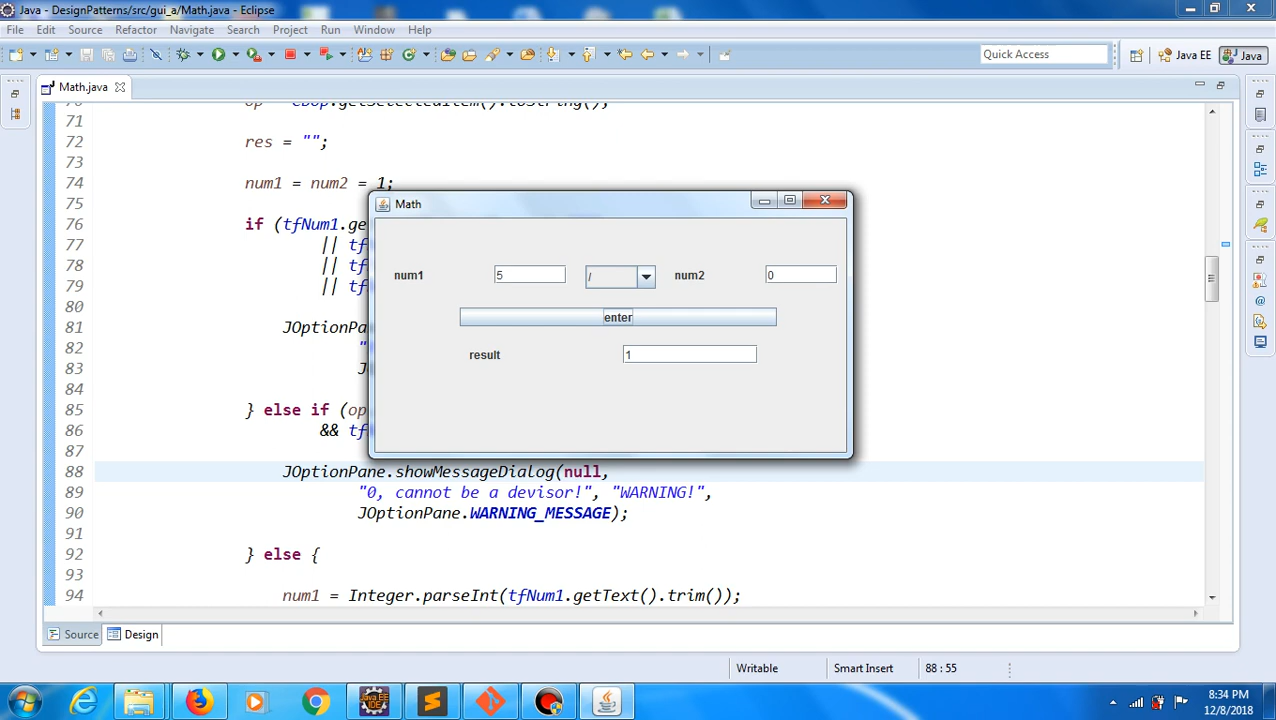 Java - DesignPatterns/src/gui_a/Math.java - Eclipse
File Edit Source Refactor Navigate Search Project Run Window Help
Quick Access Java EE Java
Math.java
71
72 res = "";
73
74 num1 = num2 = 1;
75
76 if (tfNum1.ge
77 || tf
78 || tf
79 || tf
80
81 JOptionPa
82 "
83 J
84
85 } else if (op
86 && tf
87
88 JOptionPane.showMessageDialog(null,
89 "0, cannot be a devisor!", "WARNING!",
90 JOptionPane.WARNING_MESSAGE);
91
92 } else {
93
94 num1 = Integer.parseInt(tfNum1.getText().trim());
Math
num1 5 / num2 0
enter
result 1
Source Design
Writable Smart Insert 88 : 55
Java EE
IDE
8:34 PM
12/8/2018